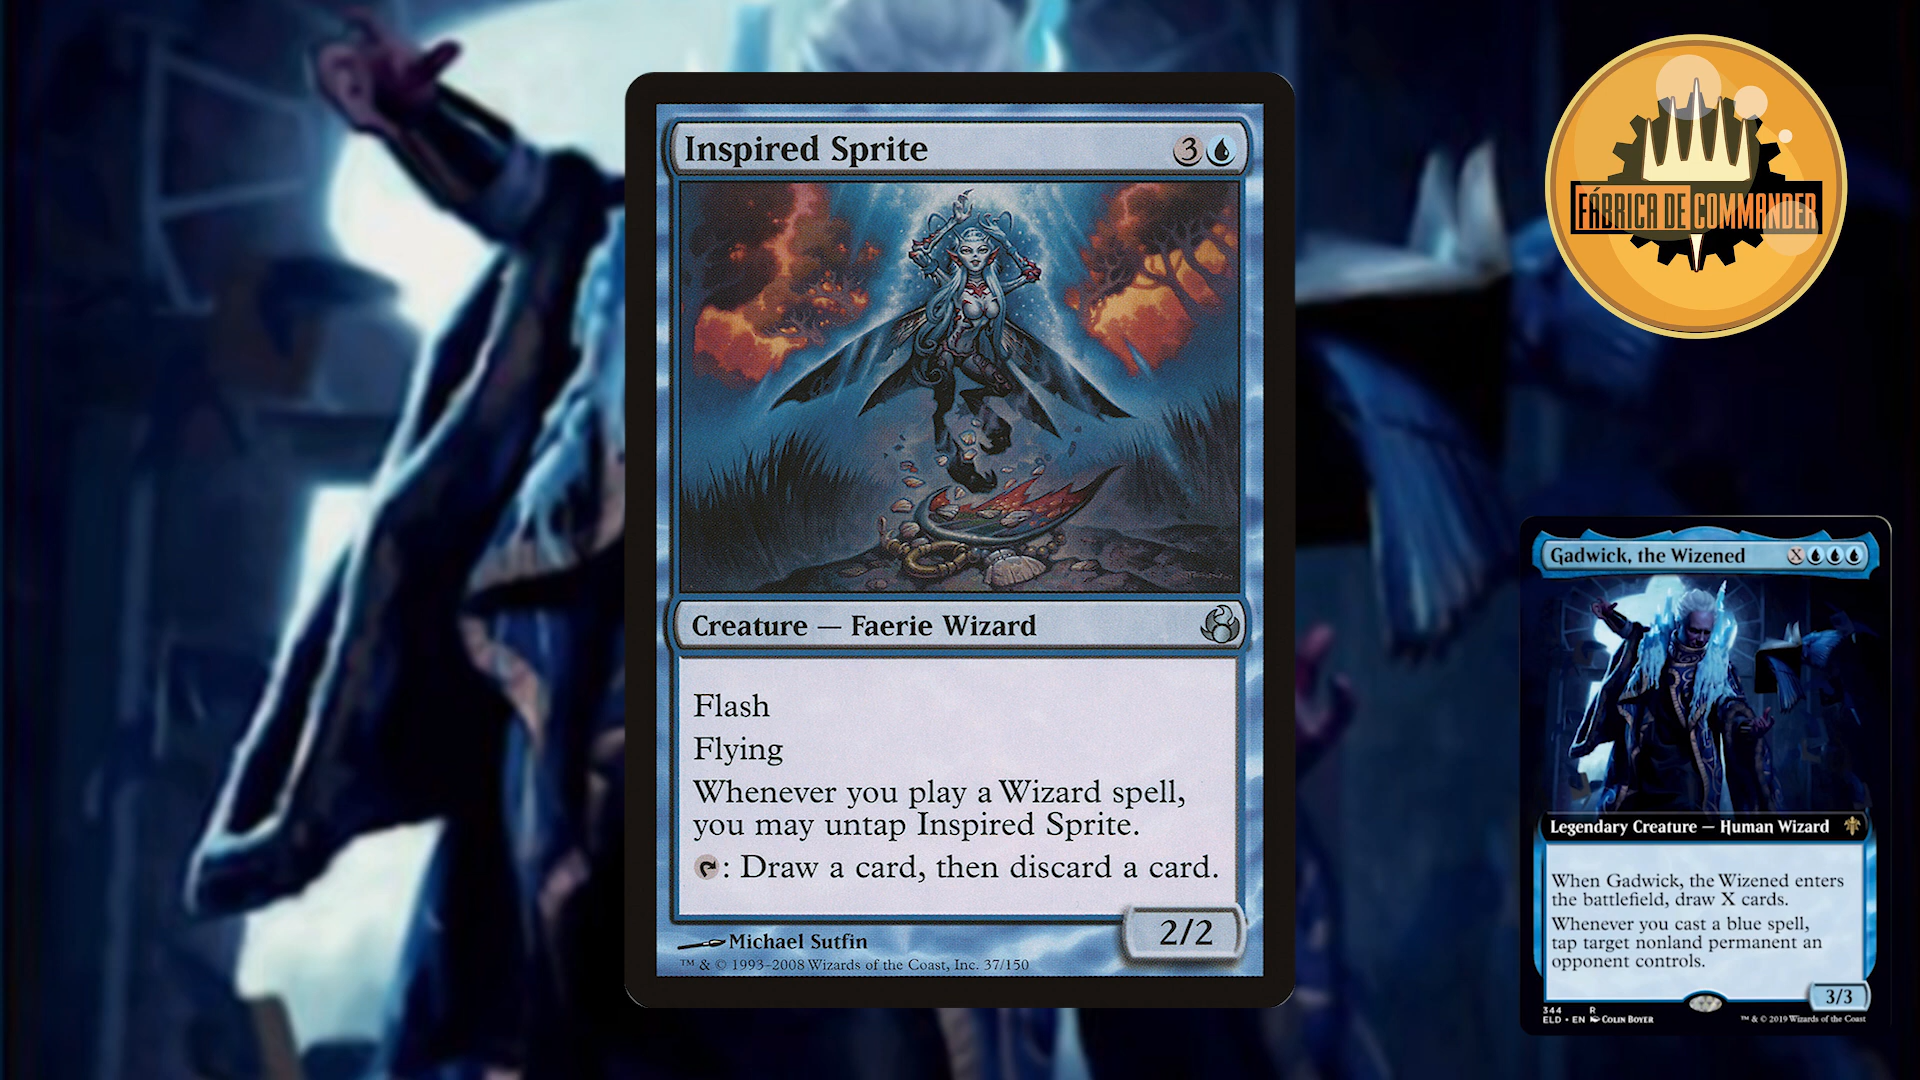 Inspired Sprite
3
Creature — Faerie Wizard
Flash
Flying
Whenever you play a Wizard spell,
you may untap Inspired Sprite.
: Draw a card, then discard a card.
2/2
Michael Sutfin
™ & © 1993–2008 Wizards of the Coast, Inc. 37/150
FÁBRICA DE COMMANDER
Gadwick, the Wizened
X
Legendary Creature — Human Wizard
When Gadwick, the Wizened enters
the battlefield, draw X cards.
Whenever you cast a blue spell,
tap target nonland permanent an
opponent controls.
3/3
344 R
ELD • EN Colin Boyer
™ & © 2019 Wizards of the Coast